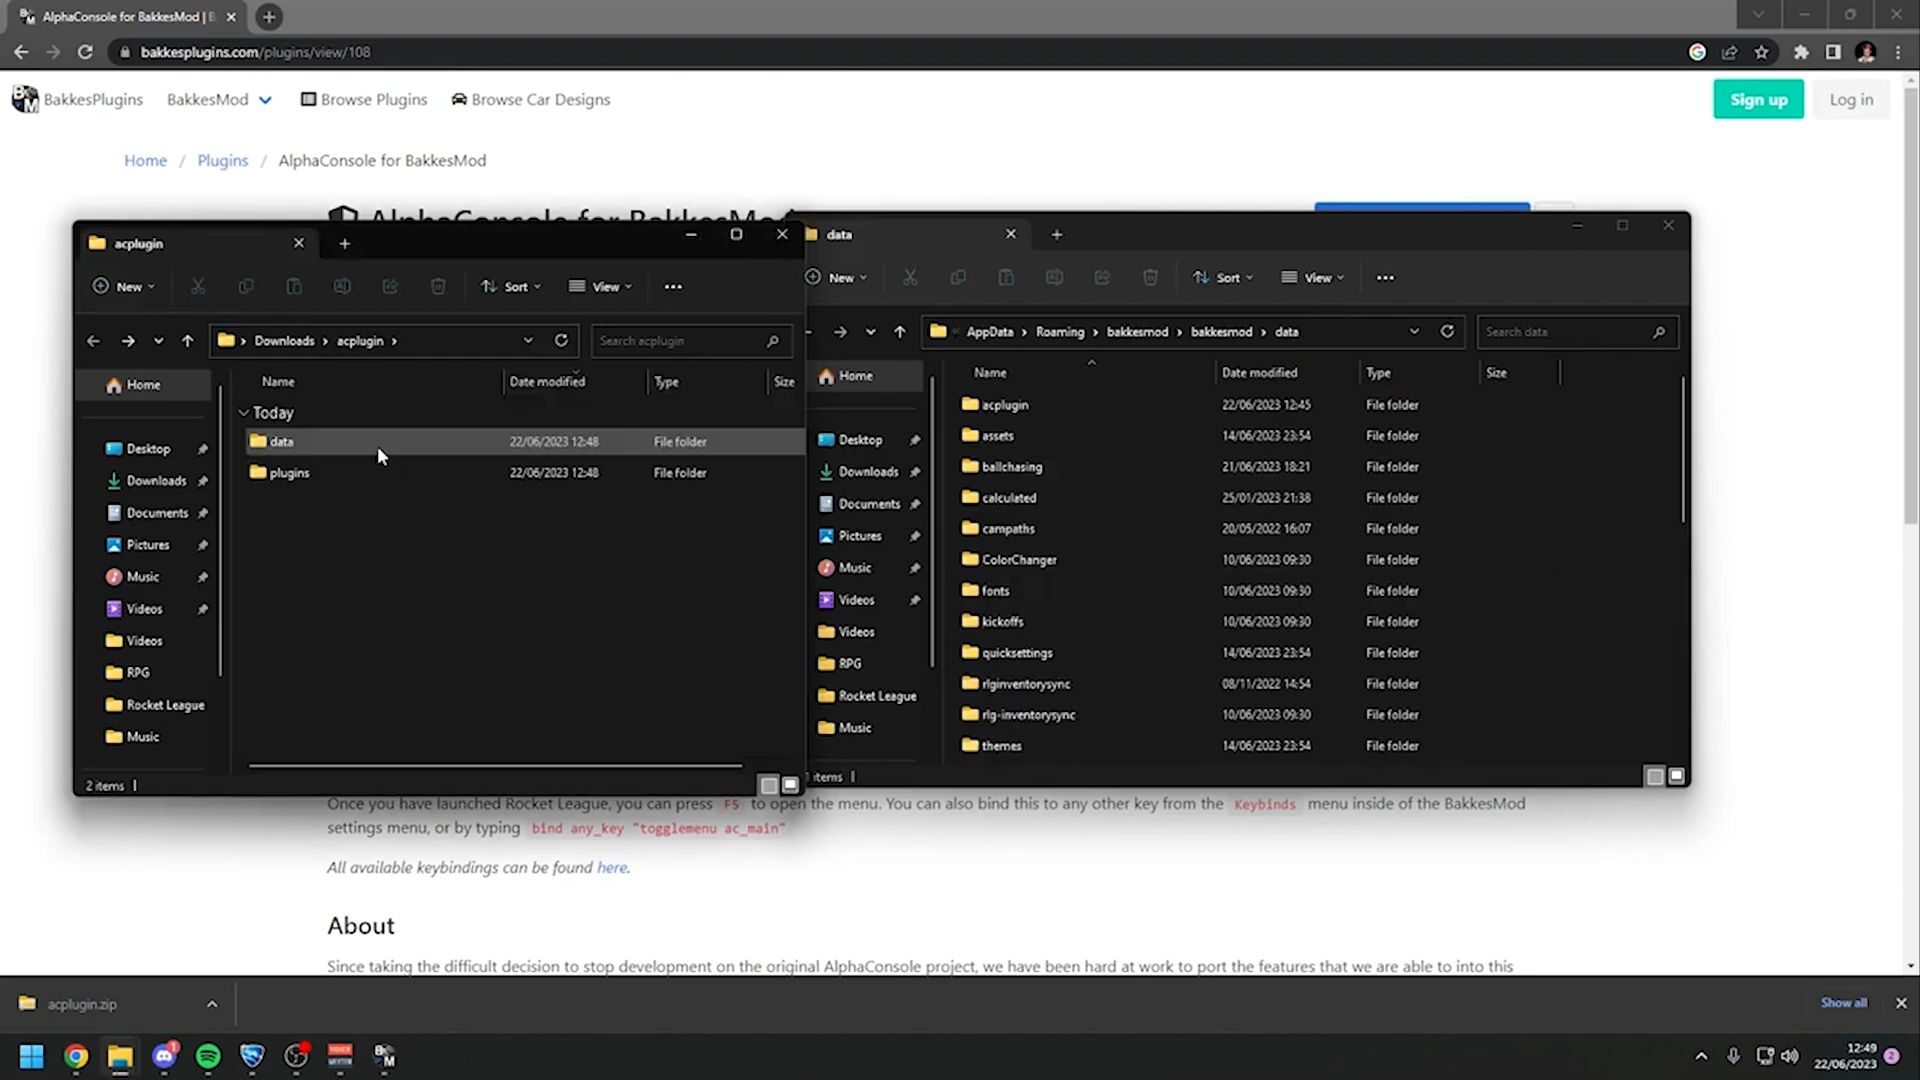 AlphaConsole for BakkesMod | B
bakkesplugins.com/plugins/view/108
BakkesPlugins
BakkesMod
Browse Plugins
Browse Car Designs
Sign up
Log in
Home / Plugins / AlphaConsole for BakkesMod
AlphaConsole for BakkesMod
acplugin
New
Sort
View
Downloads > acplugin >
Search acplugin
Home
Desktop
Downloads
Documents
Pictures
Music
Videos
Videos
RPG
Rocket League
Music
Name Date modified Type Size
Today
data 22/06/2023 12:48 File folder
plugins 22/06/2023 12:48 File folder
2 items
data
New
Sort
View
AppData > Roaming > bakkesmod > bakkesmod > data
Search data
Home
Desktop
Downloads
Documents
Pictures
Music
Videos
Videos
RPG
Rocket League
Music
Name Date modified Type Size
acplugin 22/06/2023 12:45 File folder
assets 14/06/2023 23:54 File folder
ballchasing 21/06/2023 18:21 File folder
calculated 25/01/2023 21:38 File folder
campaths 20/05/2022 16:07 File folder
ColorChanger 10/06/2023 09:30 File folder
fonts 10/06/2023 09:30 File folder
kickoffs 10/06/2023 09:30 File folder
quicksettings 14/06/2023 23:54 File folder
rlginventorysync 08/11/2022 14:54 File folder
rlg-inventorysync 10/06/2023 09:30 File folder
themes 14/06/2023 23:54 File folder
items
Once you have launched Rocket League, you can press F5 to open the menu. You can also bind this to any other key from the Keybinds menu inside of the BakkesMod
settings menu, or by typing bind any_key "togglemenu ac_main"
All available keybindings can be found here.
About
Since taking the difficult decision to stop development on the original AlphaConsole project, we have been hard at work to port the features that we are able to into this
acplugin.zip
Show all
1
VOICE
MEETER
12:49
22/06/2023
2